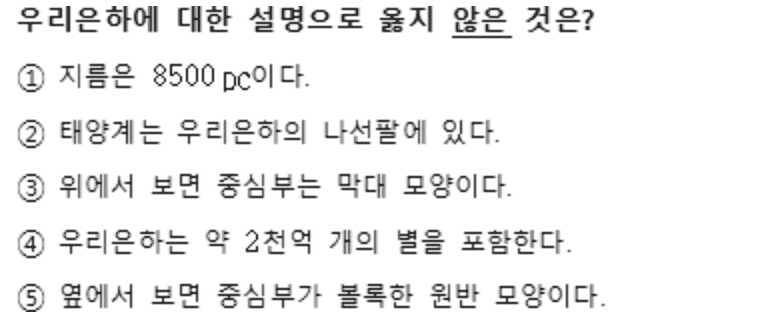 우리은하에 대한 설명으로 옳지 않은 것은?
① 지름은 8500pc이다.
② 태양계는 우리은하의 나선팔에 있다.
③ 위에서 보면 중심부는 막대 모양이다.
④ 우리은하는 약 2천억 개의 별을 포함한다.
⑤ 옆에서 보면 중심부가 볼록한 원반 모양이다.